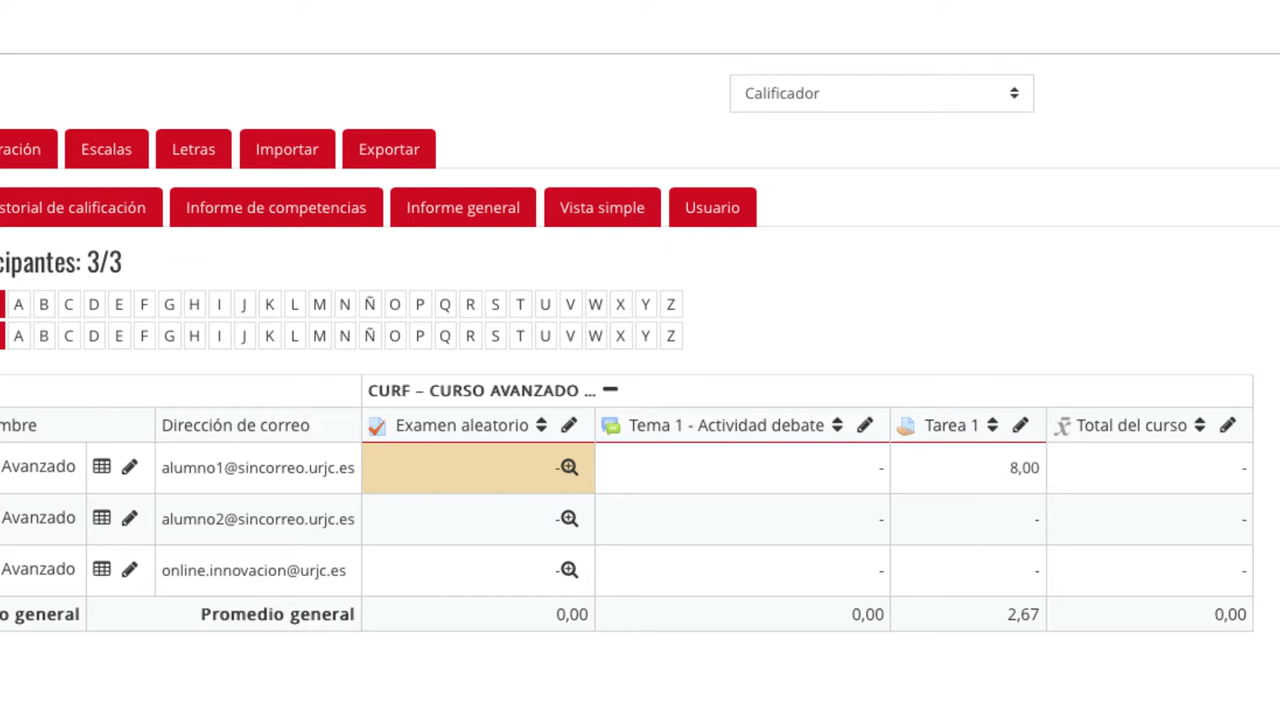 Calificador
ración Escalas Letras Importar Exportar
storial de calificación Informe de competencias Informe general Vista simple Usuario
cipantes: 3/3
A B C D E F G H I J K L M N Ñ O P Q R S T U V W X Y Z
A B C D E F G H I J K L M N Ñ O P Q R S T U V W X Y Z
CURF – CURSO AVANZADO ...
mbre Dirección de correo Examen aleatorio Tema 1 - Actividad debate Tarea 1 Total del curso
Avanzado alumno1@sincorreo.urjc.es - - 8,00 -
Avanzado alumno2@sincorreo.urjc.es - - - -
Avanzado online.innovacion@urjc.es - - - -
o general Promedio general 0,00 0,00 2,67 0,00